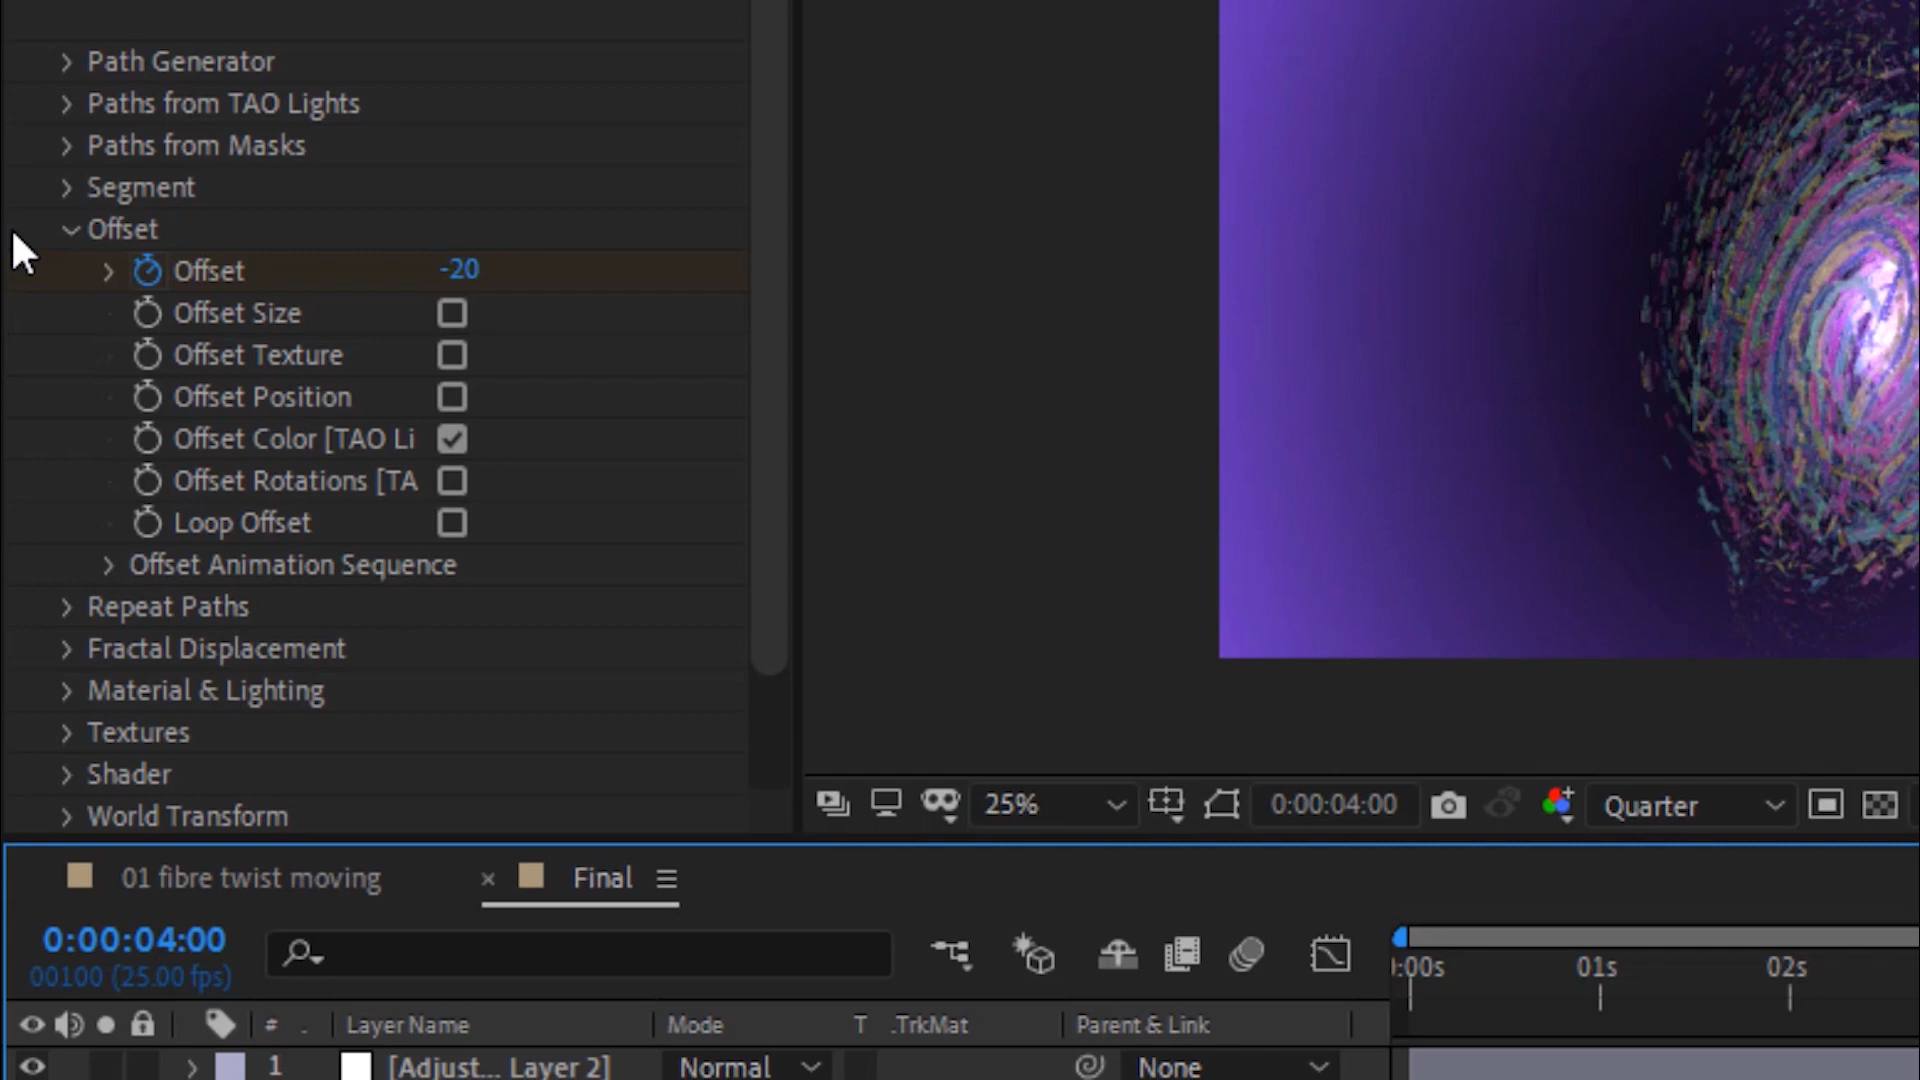 Path Generator
Paths from TAO Lights
Paths from Masks
Segment
Offset
Offset -20
Offset Size
Offset Texture
Offset Position
Offset Color [TAO Li
Offset Rotations [TA
Loop Offset
Offset Animation Sequence
Repeat Paths
Fractal Displacement
Material & Lighting
Textures
Shader
World Transform
25% 0:00:04:00 Quarter
01 fibre twist moving × Final
0:00:04:00
00100 (25.00 fps)
:00s 01s 02s
# . Layer Name Mode T .TrkMat Parent & Link
1 [Adjust... Layer 2] Normal None